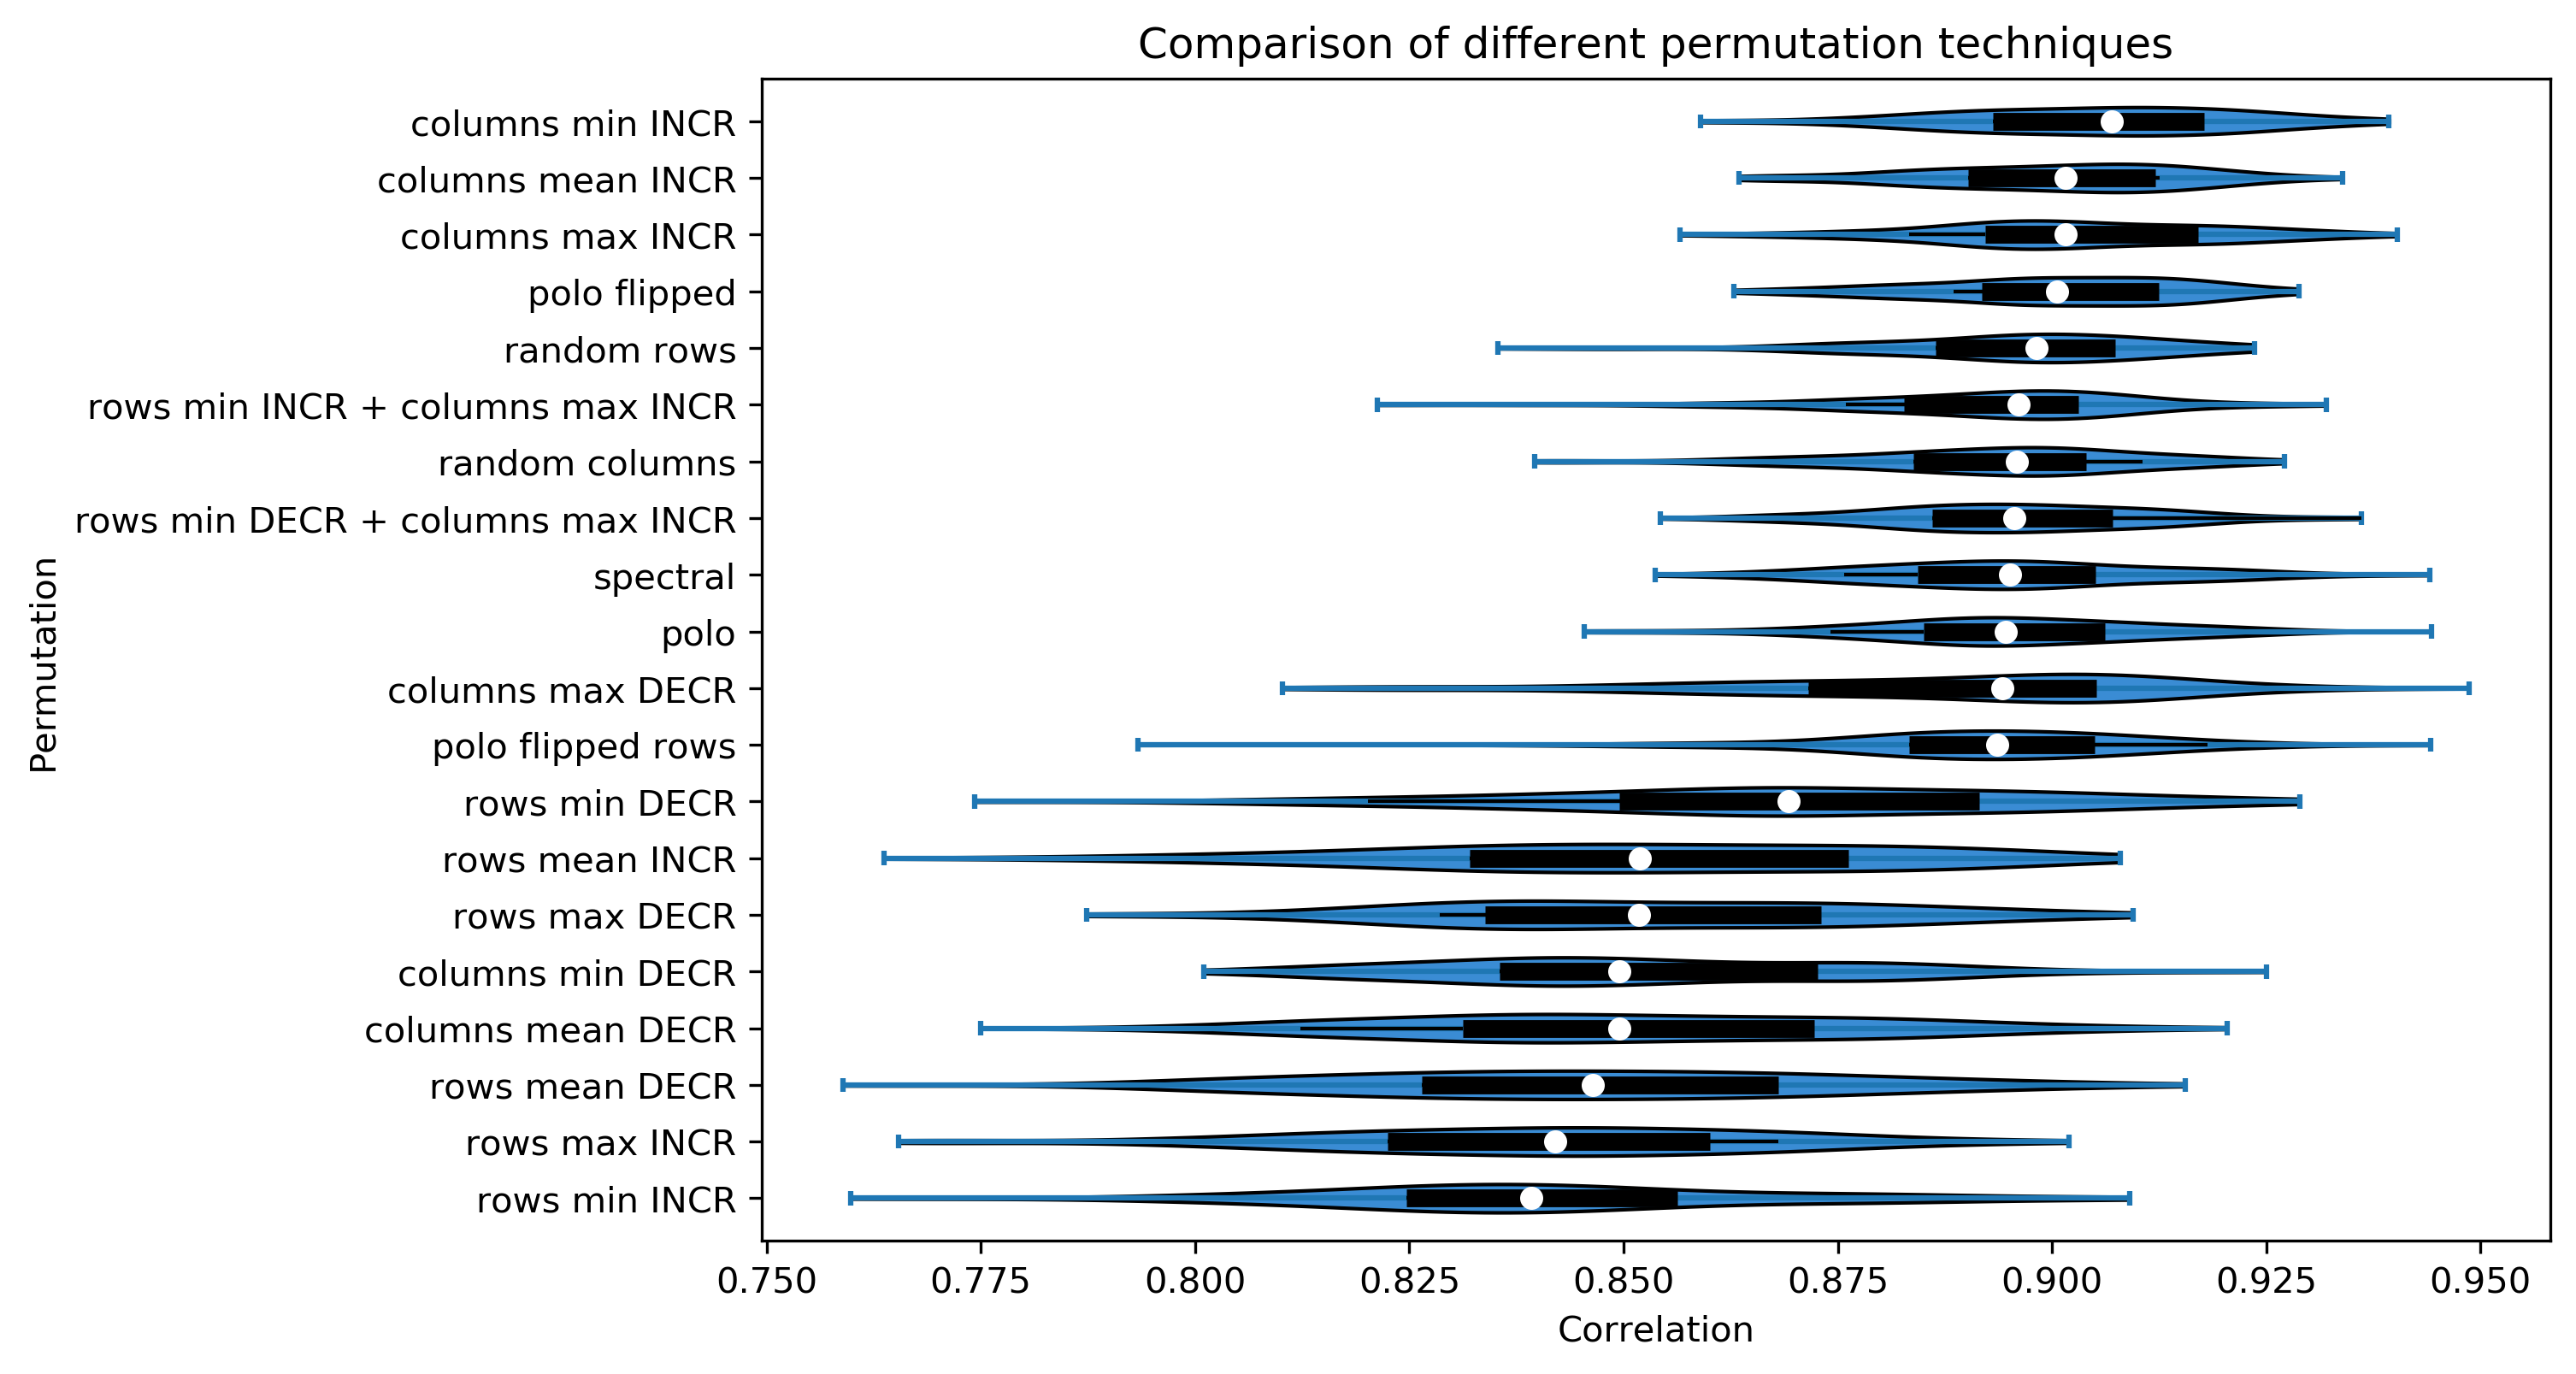 Comparison of different permutation techniques
Permutation
columns min INCR
columns mean INCR
columns max INCR
polo flipped
random rows
rows min INCR + columns max INCR
random columns
rows min DECR + columns max INCR
spectral
polo
columns max DECR
polo flipped rows
rows min DECR
rows mean INCR
rows max DECR
columns min DECR
columns mean DECR
rows mean DECR
rows max INCR
rows min INCR
0.750 0.775 0.800 0.825 0.850 0.875 0.900 0.925 0.950
Correlation